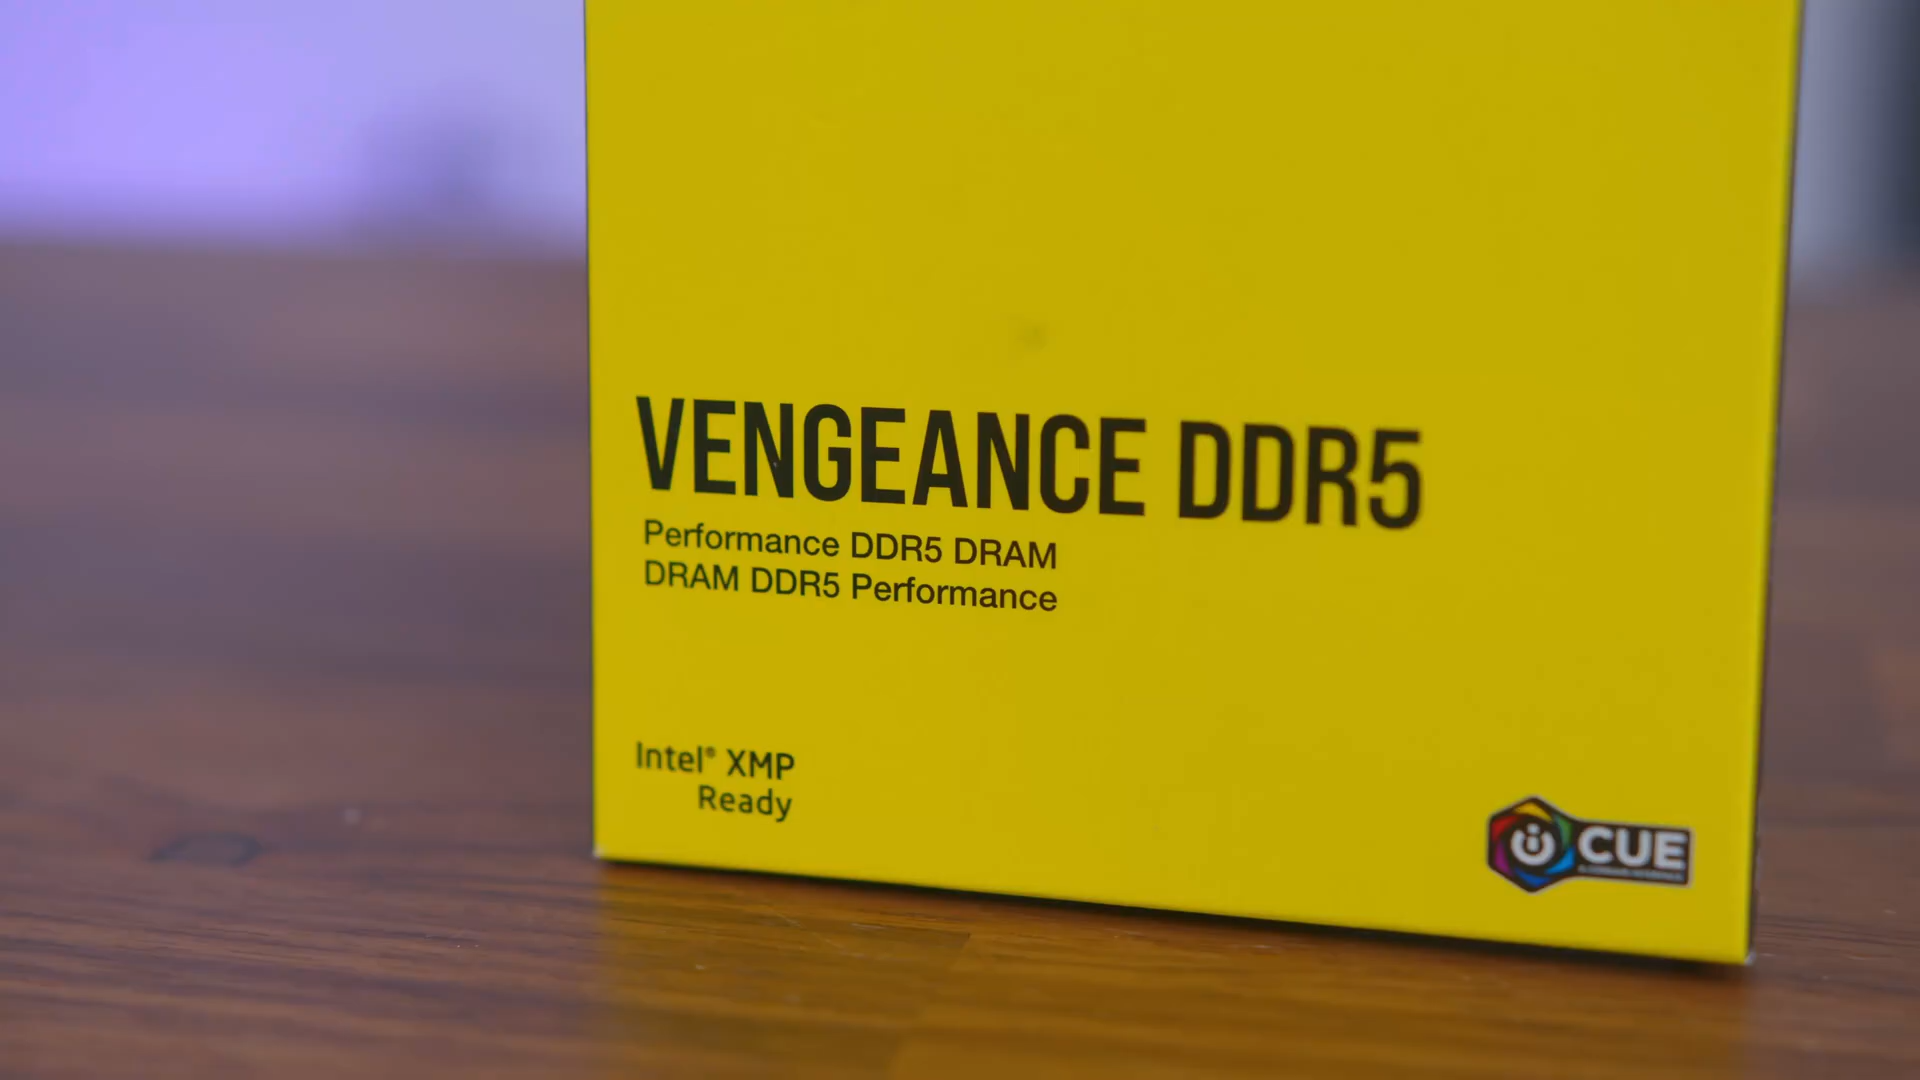 VENGEANCE DDR5
Performance DDR5 DRAM
DRAM DDR5 Performance
Intel® XMP
Ready
iCUE